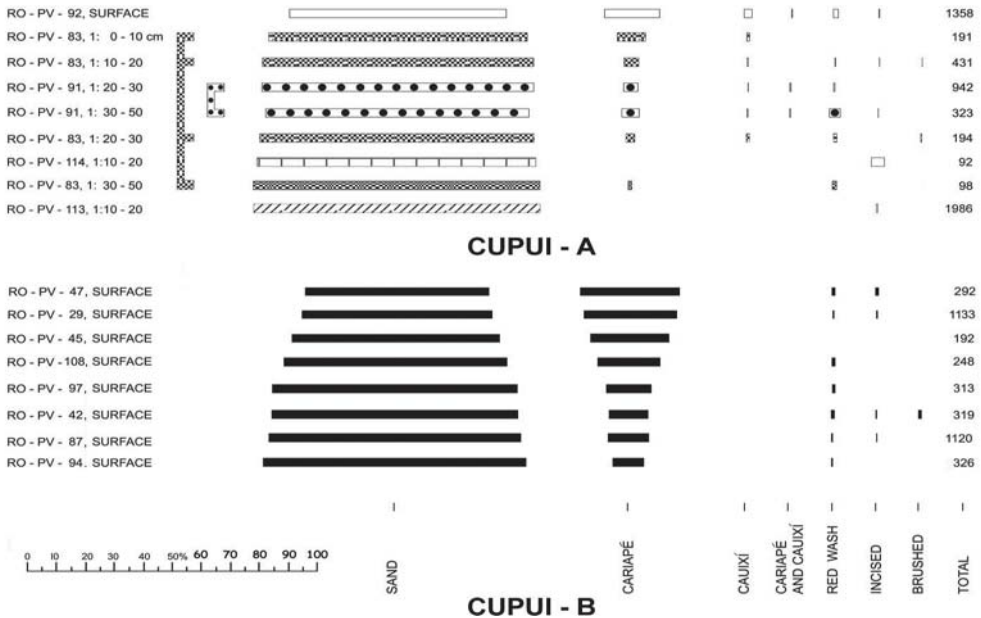 RO - PV - 92, SURFACE 1358
RO - PV - 83, 1: 0 - 10 cm 191
RO - PV - 83, 1: 10 - 20 431
RO - PV - 91, 1: 20 - 30 942
RO - PV - 91, 1: 30 - 50 323
RO - PV - 83, 1: 20 - 30 194
RO - PV - 114, 1:10 - 20 92
RO - PV - 83, 1: 30 - 50 98
RO - PV - 113, 1:10 - 20 1986
CUPUI - A
RO - PV - 47, SURFACE 292
RO - PV - 29, SURFACE 1133
RO - PV - 45, SURFACE 192
RO - PV -108, SURFACE 248
RO - PV - 97, SURFACE 313
RO - PV - 42, SURFACE 319
RO - PV - 87, SURFACE 1120
RO - PV - 94. SURFACE 326
0 10 20 30 40 50% 60 70 80 90 100
SAND
CARIAPÉ
CAUIXÍ
CARIAPÉ
AND CAUIXÍ
RED WASH
INCISED
BRUSHED
TOTAL
CUPUI - B